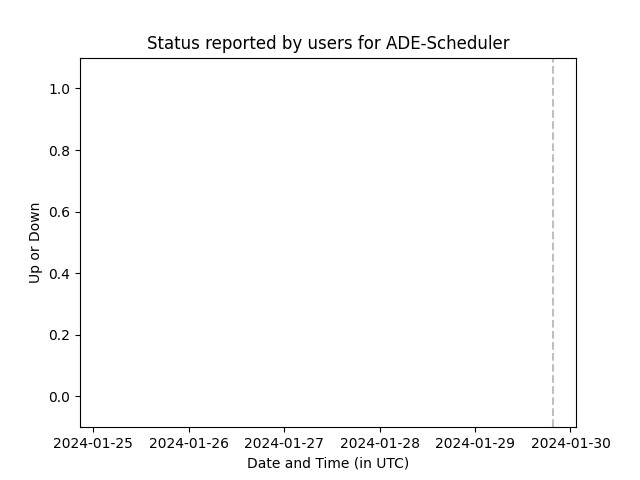 Status reported by users for ADE-Scheduler
1.0
0.8
0.6
0.4
0.2
0.0
Up or Down
2024-01-25 2024-01-26 2024-01-27 2024-01-28 2024-01-29 2024-01-30
Date and Time (in UTC)